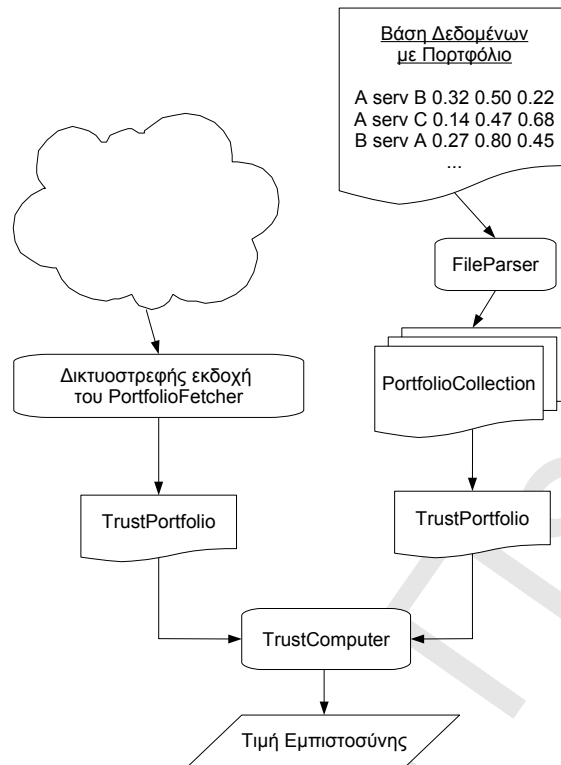 Βάση Δεδομένων
με Πορτφόλιο
A serv B 0.32 0.50 0.22
A serv C 0.14 0.47 0.68
B serv A 0.27 0.80 0.45
...
FileParser
PortfolioCollection
Δικτυοστρεφής εκδοχή
του PortfolioFetcher
TrustPortfolio
TrustPortfolio
TrustComputer
Τιμή Εμπιστοσύνης